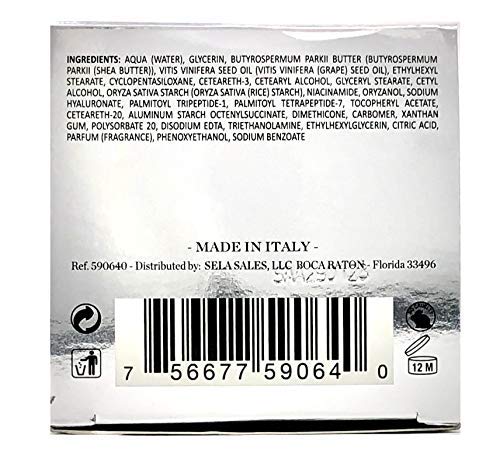 INGREDIENTS: AQUA (WATER), GLYCERIN, BUTYROSPERMUM PARKII BUTTER (BUTYROSPERMUM
PARKII (SHEA BUTTER)), VITIS VINIFERA SEED OIL (VITIS VINIFERA (GRAPE) SEED OIL), ETHYLHEXYL
STEARATE, CYCLOPENTASILOXANE, CETEARETH-3, CETEARYL ALCOHOL, GLYCERYL STEARATE, CETYL
ALCOHOL, ORYZA SATIVA STARCH (ORYZA SATIVA (RICE) STARCH), NIACINAMIDE, ORYZANOL, SODIUM
HYALURONATE, PALMITOYL TRIPEPTIDE-1, PALMITOYL TETRAPEPTIDE-7, TOCOPHERYL ACETATE,
CETEARETH-20, ALUMINUM STARCH OCTENYLSUCCINATE, DIMETHICONE, CARBOMER, XANTHAN
GUM, POLYSORBATE 20, DISODIUM EDTA, TRIETHANOLAMINE, ETHYLHEXYLGLYCERIN, CITRIC ACID,
PARFUM (FRAGRANCE), PHENOXYETHANOL, SODIUM BENZOATE
- MADE IN ITALY -
Ref. 590640 - Distributed by: SELA SALES, LLC BOCA RATON - Florida 33496
12 M
7 56677 59064 0